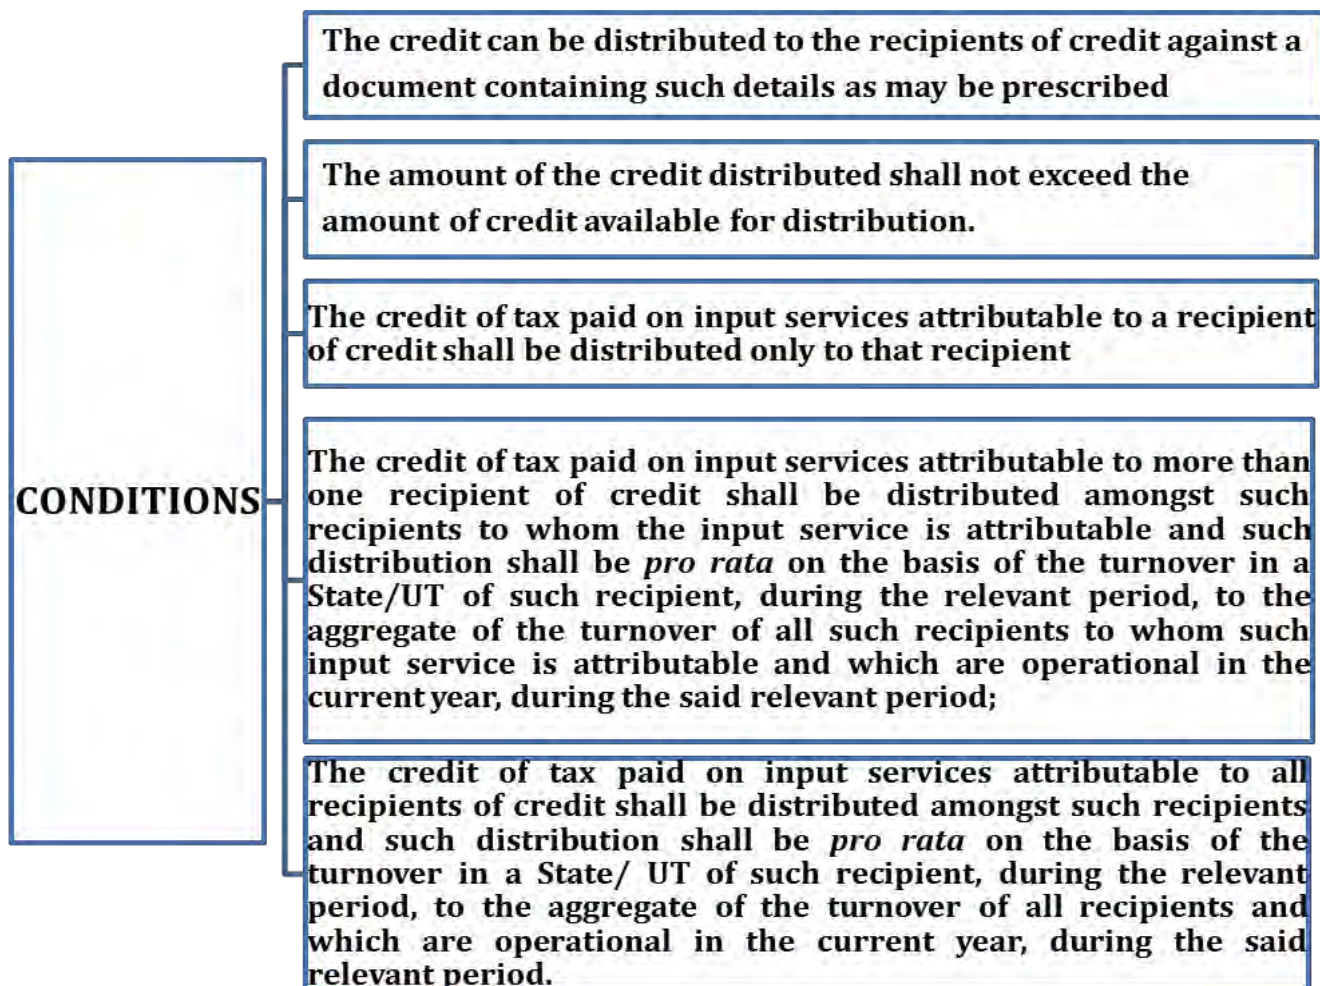 The credit can be distributed to the recipients of credit against a
document containing such details as may be prescribed
The amount of the credit distributed shall not exceed the
amount of credit available for distribution.
The credit of tax paid on input services attributable to a recipient
of credit shall be distributed only to that recipient
CONDITIONS
The credit of tax paid on input services attributable to more than
one recipient of credit shall be distributed amongst such
recipients to whom the input service is attributable and such
distribution shall be pro rata on the basis of the turnover in a
State/UT of such recipient, during the relevant period, to the
aggregate of the turnover of all such recipients to whom such
input service is attributable and which are operational in the
current year, during the said relevant period;
The credit of tax paid on input services attributable to all
recipients of credit shall be distributed amongst such recipients
and such distribution shall be pro rata on the basis of the
turnover in a State/ UT of such recipient, during the relevant
period, to the aggregate of the turnover of all recipients and
which are operational in the current year, during the said
relevant period.